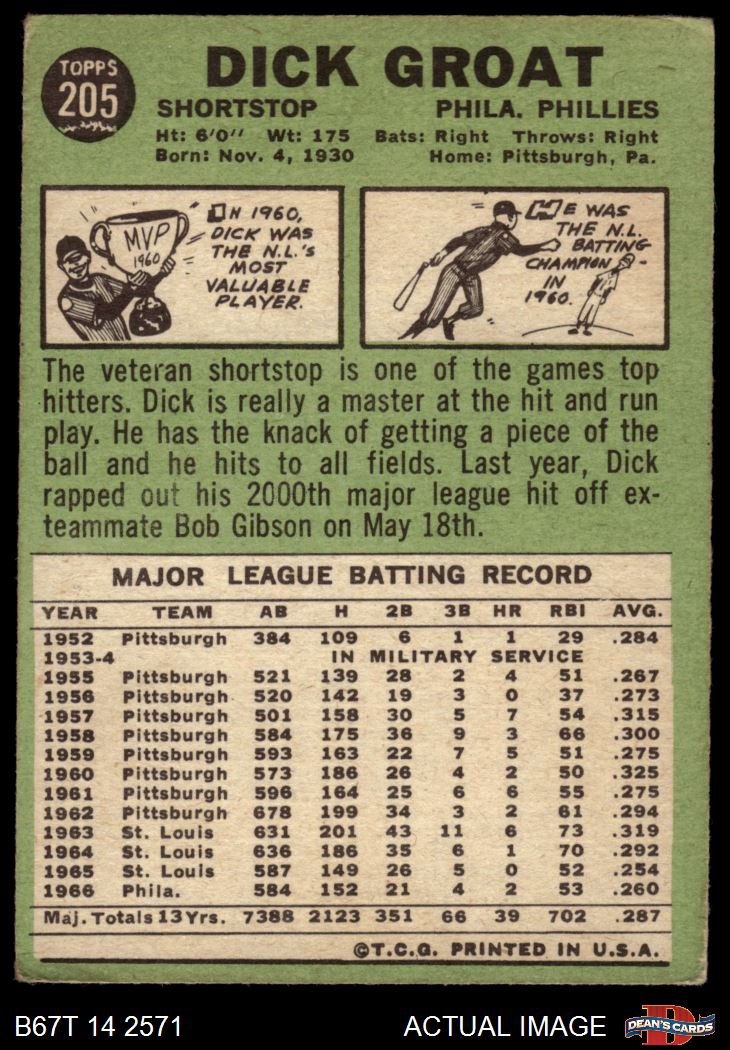 TOPPS
205
DICK GROAT
SHORTSTOP PHILA. PHILLIES
Ht: 6'0" Wt: 175 Bats: Right Throws: Right
Born: Nov. 4, 1930 Home: Pittsburgh, Pa.
MVP
1960
IN 1960,
DICK WAS
THE N.L.'S
MOST
VALUABLE
PLAYER.
HE WAS
THE N.L.
BATTING
CHAMPION
IN
1960.
The veteran shortstop is one of the games top
hitters. Dick is really a master at the hit and run
play. He has the knack of getting a piece of the
ball and he hits to all fields. Last year, Dick
rapped out his 2000th major league hit off ex-
teammate Bob Gibson on May 18th.
MAJOR LEAGUE BATTING RECORD
YEAR TEAM AB H 2B 3B HR RBI AVG.
1952 Pittsburgh 384 109 6 1 1 29 .284
1953-4 IN MILITARY SERVICE
1955 Pittsburgh 521 139 28 2 4 51 .267
1956 Pittsburgh 520 142 19 3 0 37 .273
1957 Pittsburgh 501 158 30 5 7 54 .315
1958 Pittsburgh 584 175 36 9 3 66 .300
1959 Pittsburgh 593 163 22 7 5 51 .275
1960 Pittsburgh 573 186 26 4 2 50 .325
1961 Pittsburgh 596 164 25 6 6 55 .275
1962 Pittsburgh 678 199 34 3 2 61 .294
1963 St. Louis 631 201 43 11 6 73 .319
1964 St. Louis 636 186 35 6 1 70 .292
1965 St. Louis 587 149 26 5 0 52 .254
1966 Phila. 584 152 21 4 2 53 .260
Maj. Totals 13 Yrs. 7388 2123 351 66 39 702 .287
©T.C.G. PRINTED IN U.S.A.
B67T 14 2571 ACTUAL IMAGE
D
DEAN'S CARDS